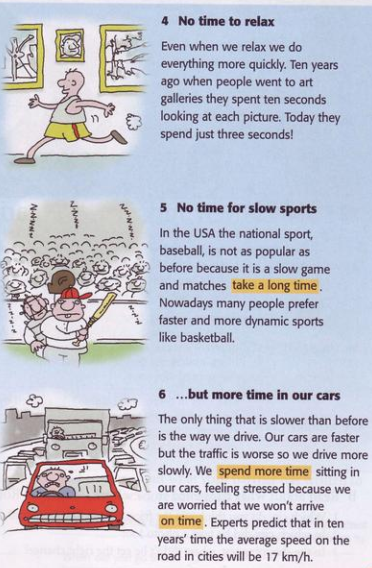 4 No time to relax
Even when we relax we do
everything more quickly. Ten years
ago when people went to art
galleries they spent ten seconds
looking at each picture. Today they
spend just three seconds!
5 No time for slow sports
In the USA the national sport,
baseball, is not as popular as
before because it is a slow game
and matches take a long time.
Nowadays many people prefer
faster and more dynamic sports
like basketball.
6 ...but more time in our cars
The only thing that is slower than before
is the way we drive. Our cars are faster
but the traffic is worse so we drive more
slowly. We spend more time sitting in
our cars, feeling stressed because we
are worried that we won't arrive
on time. Experts predict that in ten
years' time the average speed on the
road in cities will be 17 km/h.